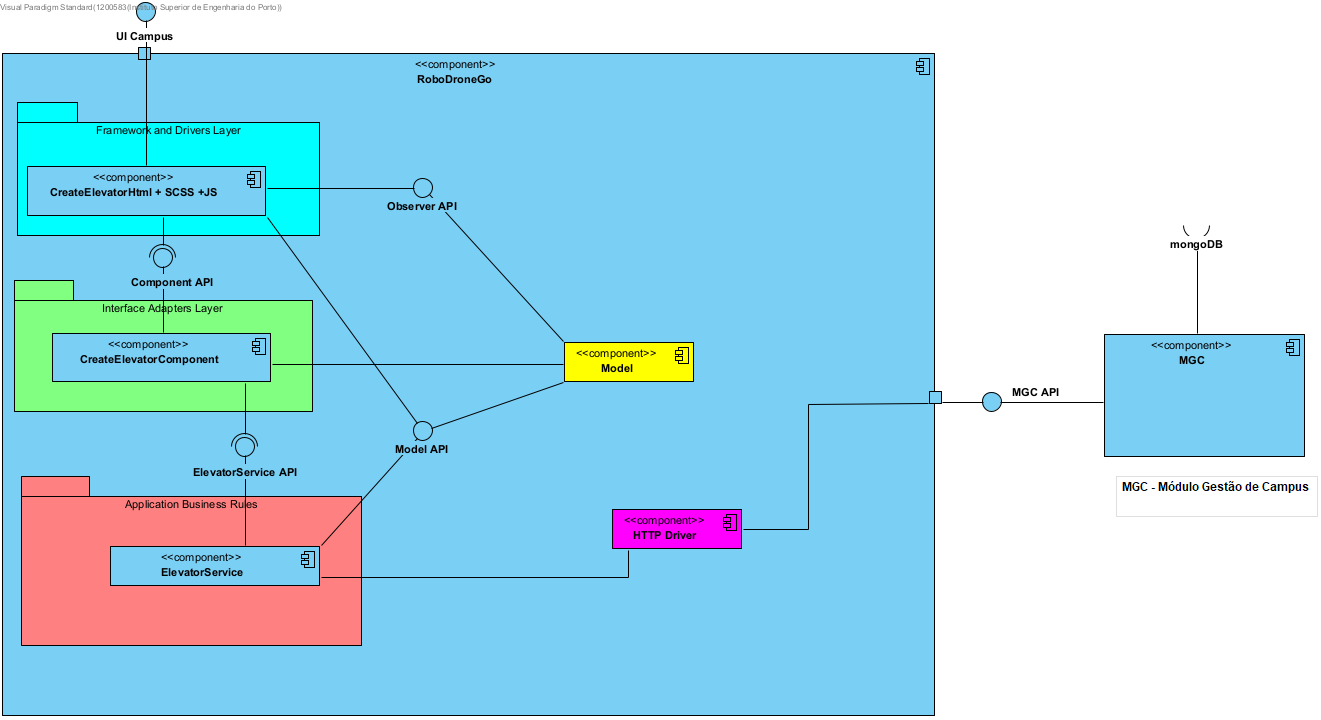 Visual Paradigm Standard(1200583(Instituto Superior de Engenharia do Porto))
UI Campus
<<component>>
RoboDroneGo
Framework and Drivers Layer
<<component>>
CreateElevatorHtml + SCSS +JS
Observer API
Component API
Interface Adapters Layer
<<component>>
CreateElevatorComponent
<<component>>
Model
Model API
ElevatorService API
Application Business Rules
<<component>>
ElevatorService
<<component>>
HTTP Driver
mongoDB
<<component>>
MGC
MGC API
MGC - Módulo Gestão de Campus